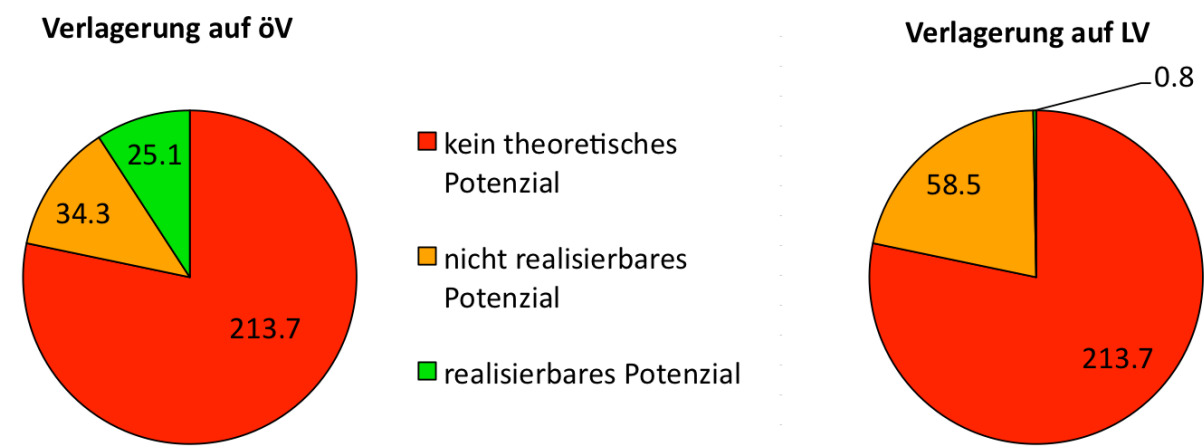 Verlagerung auf öV
25.1
34.3
213.7
kein theoretisches
Potenzial
nicht realisierbares
Potenzial
realisierbares Potenzial
Verlagerung auf LV
0.8
58.5
213.7